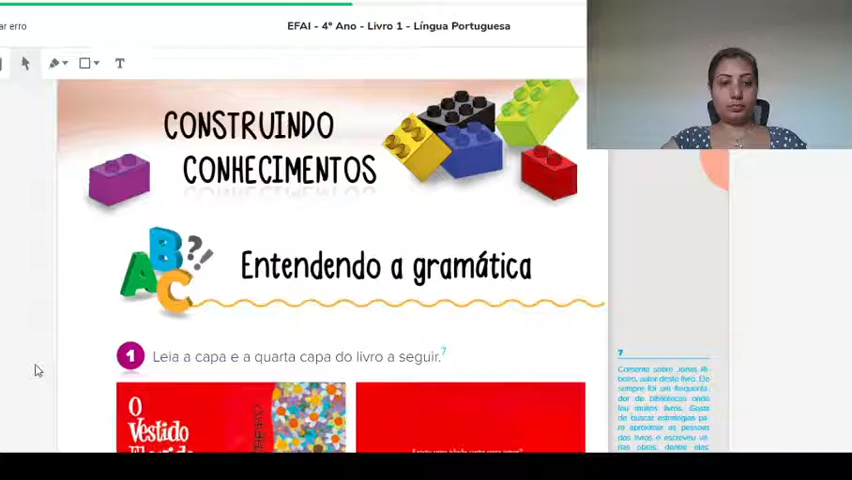 ar erro
EFAI - 4º Ano - Livro 1 - Língua Portuguesa
T
CONSTRUINDO
CONHECIMENTOS
A B C ?!
Entendendo a gramática
1 Leia a capa e a quarta capa do livro a seguir.7
O
Vestido
7
Comente sobre Jonas Ri-
beiro, autor deste livro. Ele
sempre foi um frequenta-
dor de bibliotecas onde
leu muitos livros. Gosta
de buscar estratégias pa-
ra aproximar as pessoas
dos livros e escreveu vá-
rias obras, dentre elas: